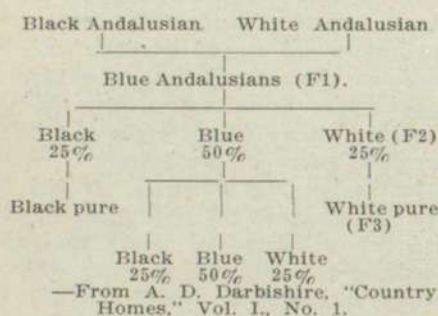 Black Andalusian White Andalusian
Blue Andalusians (F1).
Black Blue White (F2)
25% 50% 25%
Black pure White pure
(F3)
Black Blue White
25% 50% 25%
—From A. D. Darbishire, "Country
Homes," Vol. I., No. 1.